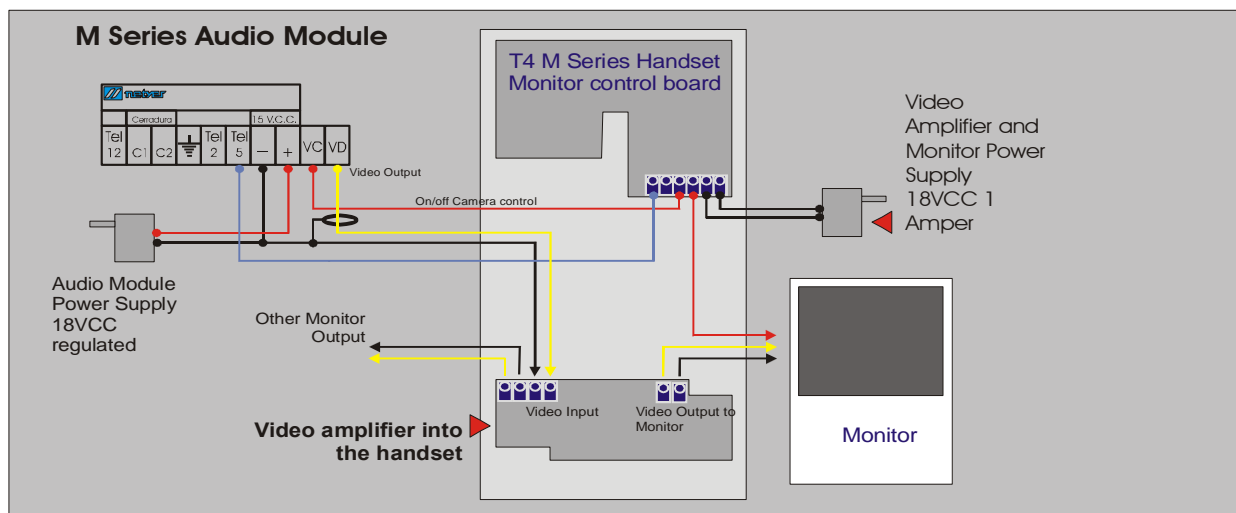 M Series Audio Module
netver
Cerradura
15 V.C.C.
Tel 12
C1
C2
Tel 2
Tel 5
—
+
VC
VD
Video Output
On/off Camera control
Audio Module
Power Supply
18VCC
regulated
T4 M Series Handset
Monitor control board
Video
Amplifier and
Monitor Power
Supply
18VCC 1
Amper
Other Monitor
Output
Video Input
Video Output to
Monitor
Video amplifier into
the handset
Monitor